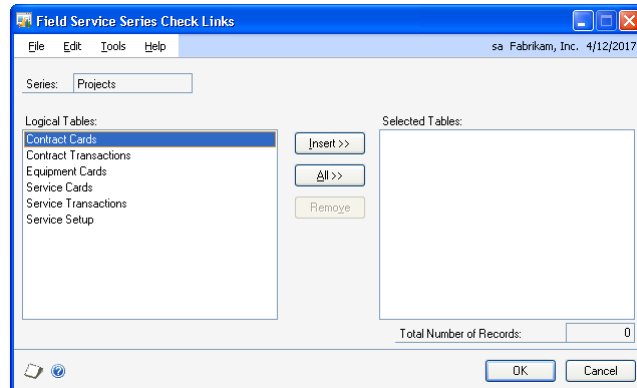 Field Service Series Check Links
File Edit Tools Help sa Fabrikam, Inc. 4/12/2017
Series: Projects
Logical Tables:
Contract Cards
Contract Transactions
Equipment Cards
Service Cards
Service Transactions
Service Setup
Insert >>
All >>
Remove
Selected Tables:
Total Number of Records: 0
OK Cancel